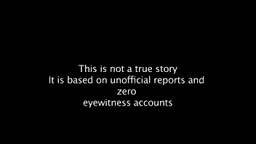 This is not a true story
It is based on unofficial reports and
zero
eyewitness accounts